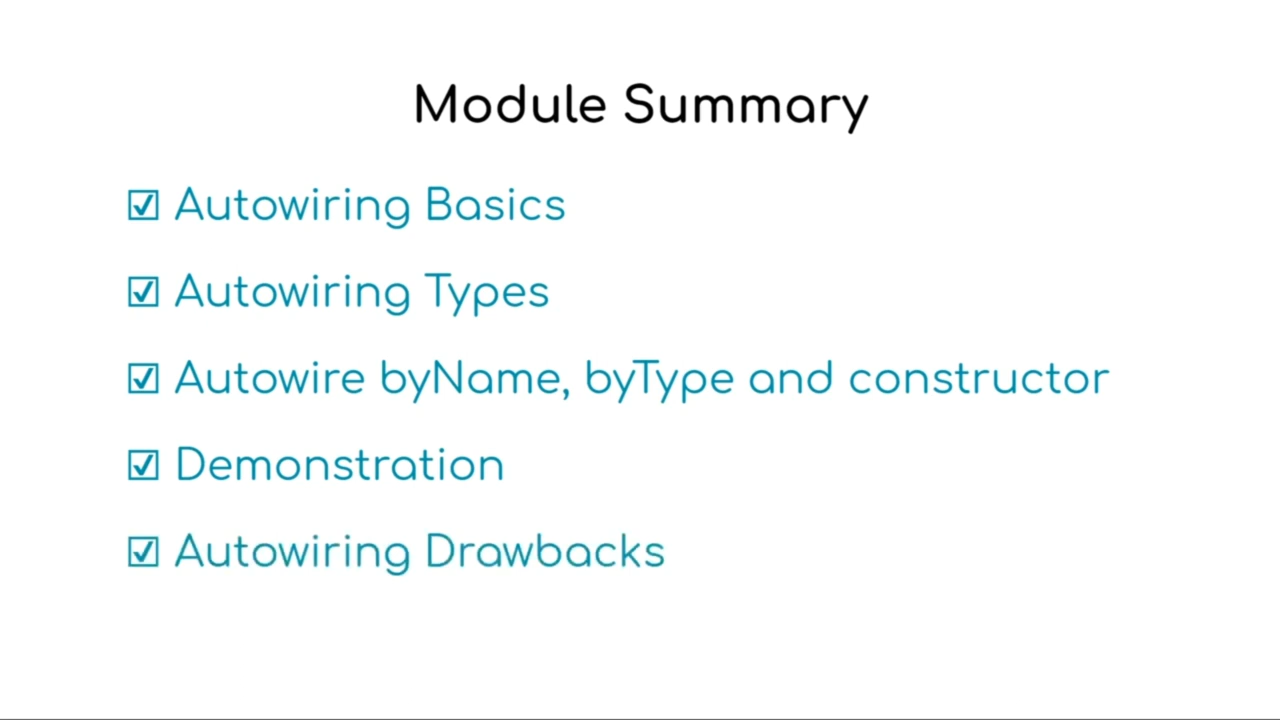 Module Summary
☑ Autowiring Basics
☑ Autowiring Types
☑ Autowire byName, byType and constructor
☑ Demonstration
☑ Autowiring Drawbacks